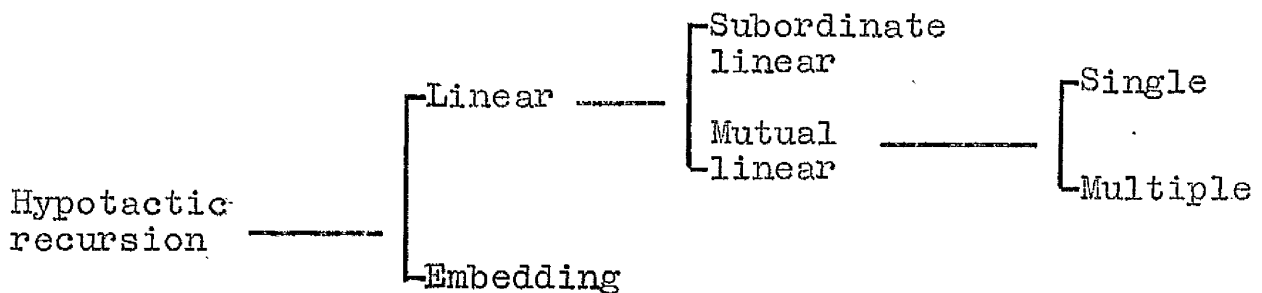 Subordinate
linear
Single
Linear
Mutual
linear
Multiple
Hypotactic
recursion
Embedding